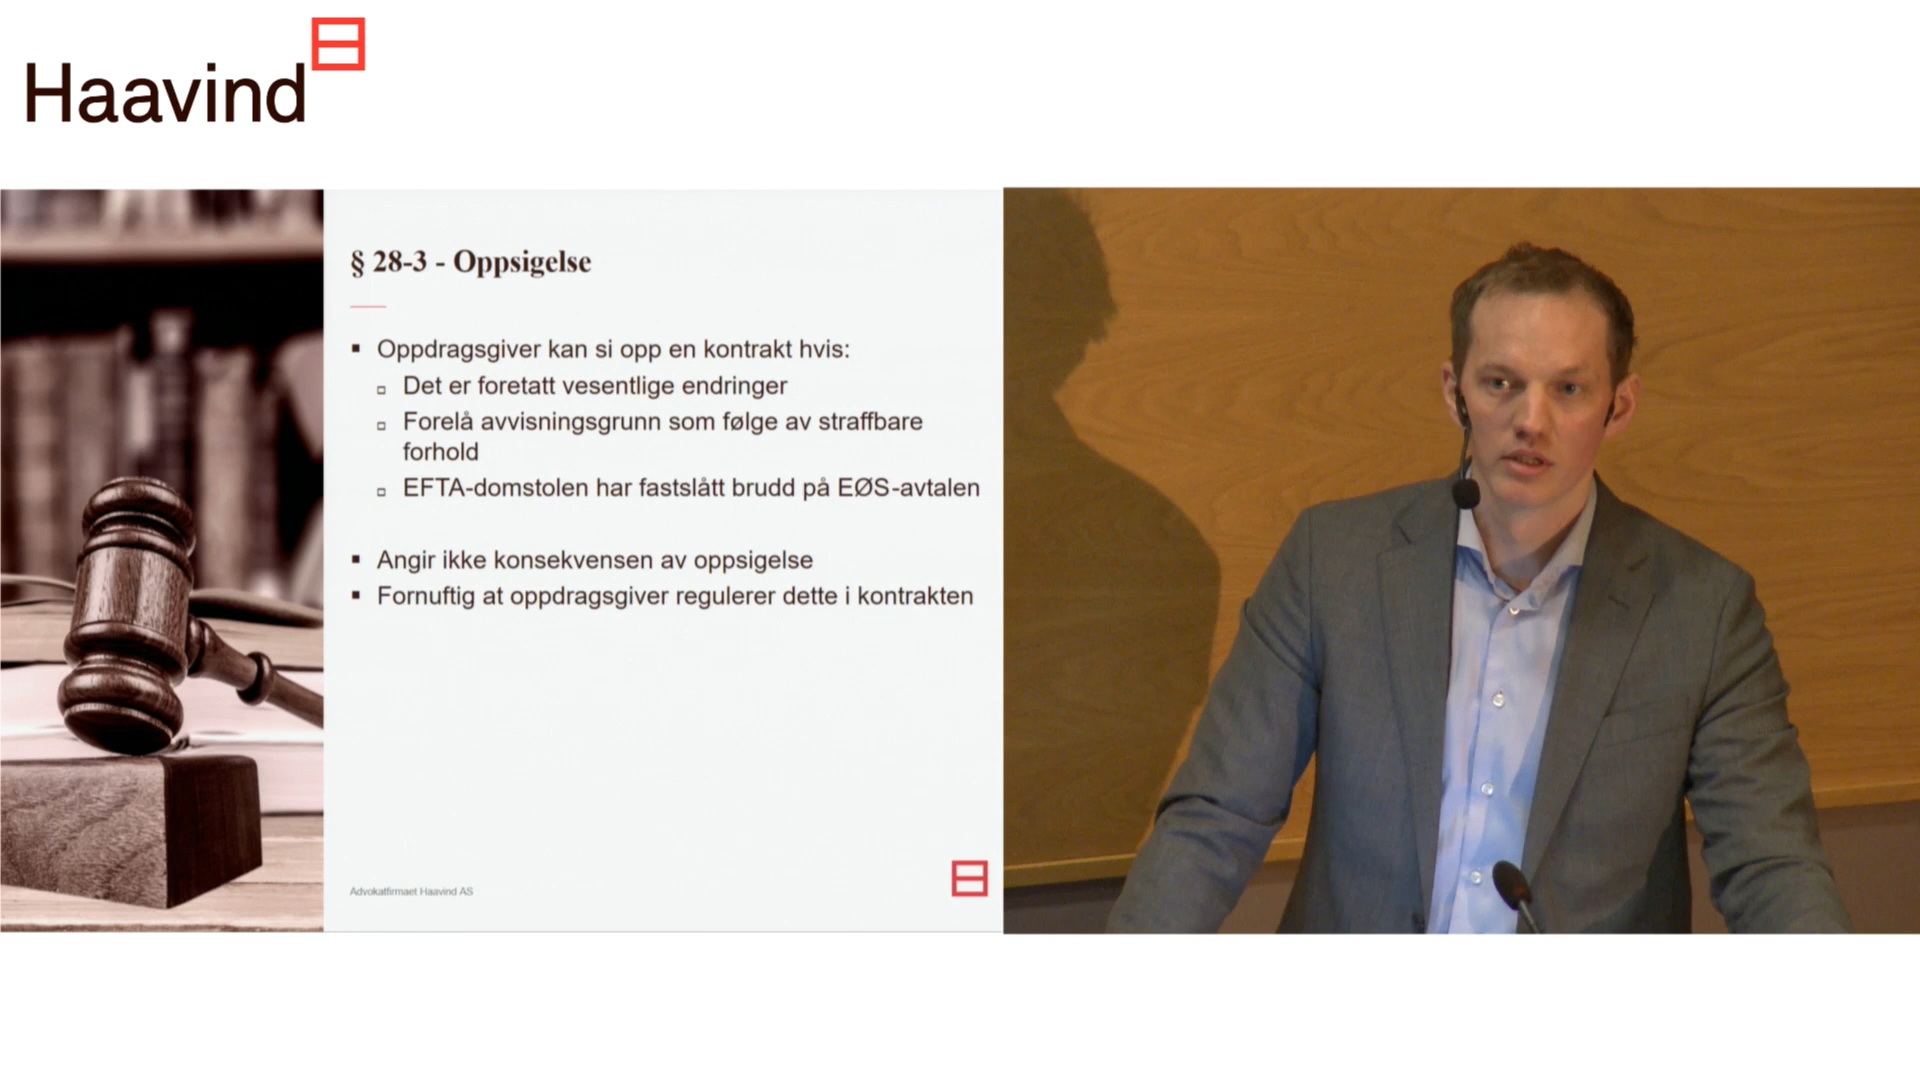 Haavind
§ 28-3 - Oppsigelse
▪ Oppdragsgiver kan si opp en kontrakt hvis:
▫ Det er foretatt vesentlige endringer
▫ Forelå avvisningsgrunn som følge av straffbare
forhold
▫ EFTA-domstolen har fastslått brudd på EØS-avtalen
▪ Angir ikke konsekvensen av oppsigelse
▪ Fornuftig at oppdragsgiver regulerer dette i kontrakten
Advokatfirmaet Haavind AS